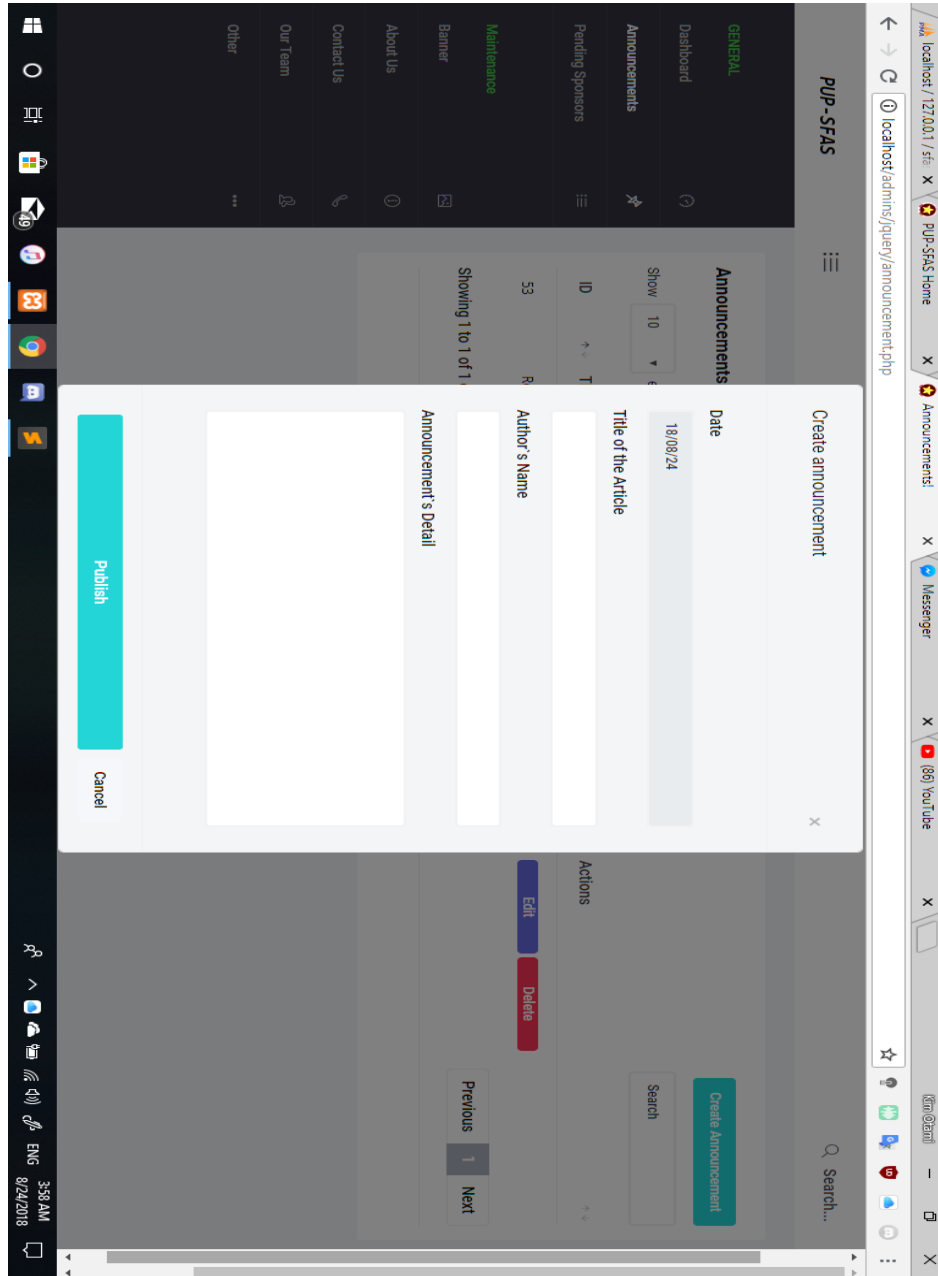 localhost / 127.0.0.1 / sfa
PUP-SFAS Home
Announcements!
Messenger
(86) YouTube
Kim Otami
localhost/admins/jquery/announcement.php
PUP-SFAS
Search...
GENERAL
Dashboard
Announcements
Pending Sponsors
Maintenance
Banner
About Us
Contact Us
Our Team
Other
Announcements
Create Announcement
Show 10
Search
ID
Actions
53
Edit Delete
Showing 1 to 1 of 1
Previous 1 Next
Create announcement
x
Date
18/08/24
Title of the Article
Author`s Name
Announcement`s Detail
Publish Cancel
49
ENG
3:58 AM
8/24/2018